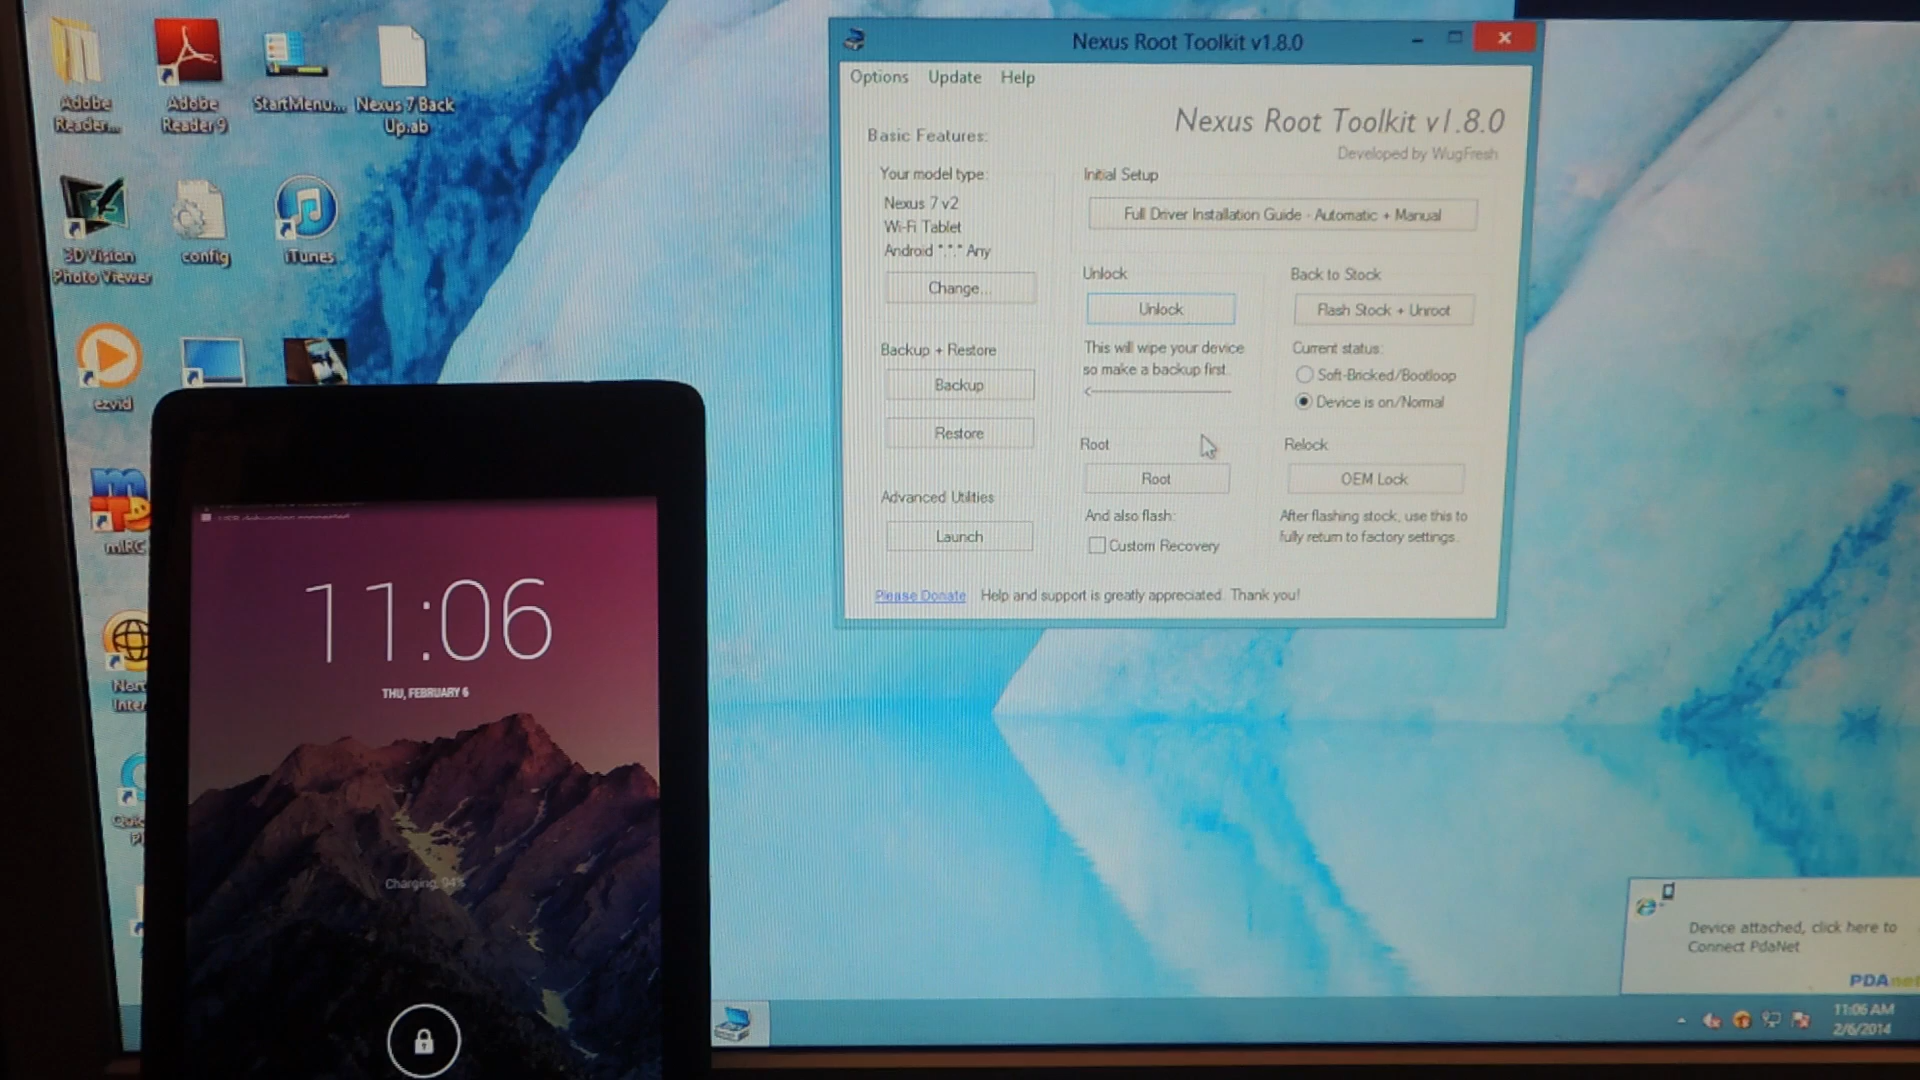 Adobe
Reader...
Adobe
Reader 9
StartMenu...
Nexus 7 Back
Up.ab
3D Vision
Photo Viewer
config
iTunes
ezvid
mIRC
Nexus Root Toolkit v1.8.0
Options Update Help
Nexus Root Toolkit v1.8.0
Developed by WugFresh
Basic Features:
Your model type:
Nexus 7 v2
Wi-Fi Tablet
Android *.*.* Any
Change...
Backup + Restore
Backup
Restore
Advanced Utilities
Launch
Initial Setup
Full Driver Installation Guide - Automatic + Manual
Unlock
Unlock
This will wipe your device
so make a backup first.
<
Root
Root
And also flash:
Custom Recovery
Back to Stock
Flash Stock + Unroot
Current status:
Soft-Bricked/Bootloop
Device is on/Normal
Relock
OEM Lock
After flashing stock, use this to
fully return to factory settings.
Please Donate Help and support is greatly appreciated. Thank you!
USB debugging connected
11:06
THU, FEBRUARY 6
Charging, 94%
Device attached, click here to
Connect PdaNet
PDAnet
11:06 AM
2/6/2014